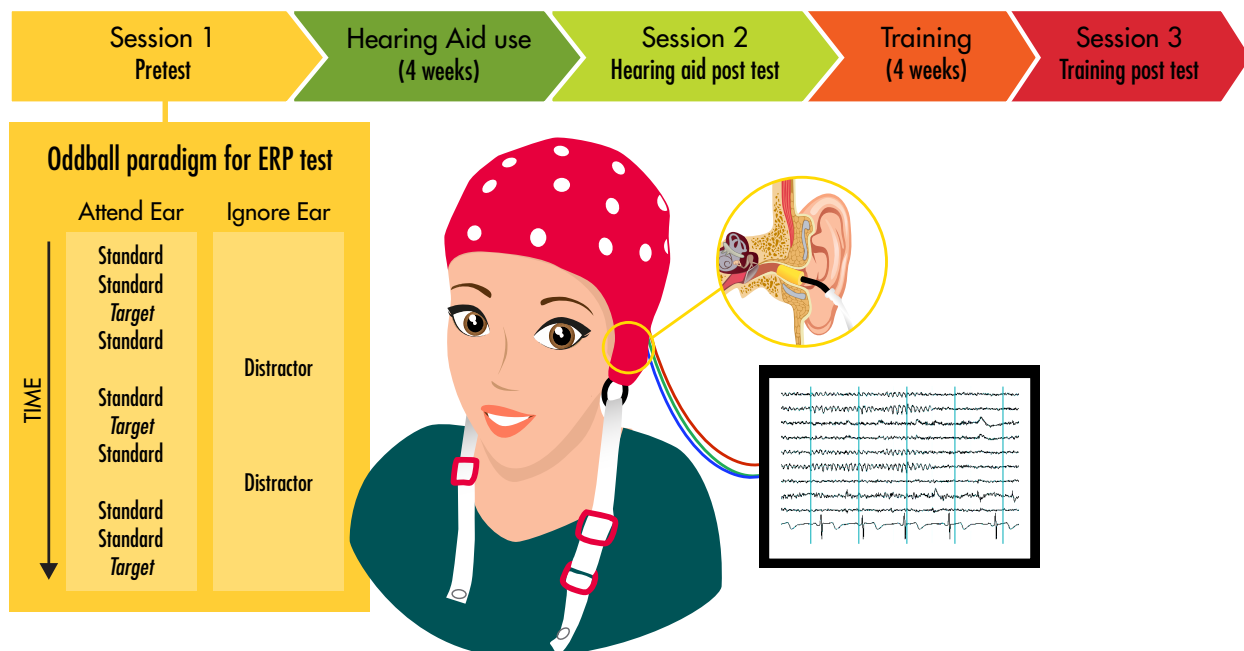 Session 1
Pretest
Hearing Aid use
(4 weeks)
Session 2
Hearing aid post test
Training
(4 weeks)
Session 3
Training post test
Oddball paradigm for ERP test
Attend Ear
Ignore Ear
TIME
Standard
Standard
Target
Standard
Distractor
Standard
Target
Standard
Distractor
Standard
Standard
Target